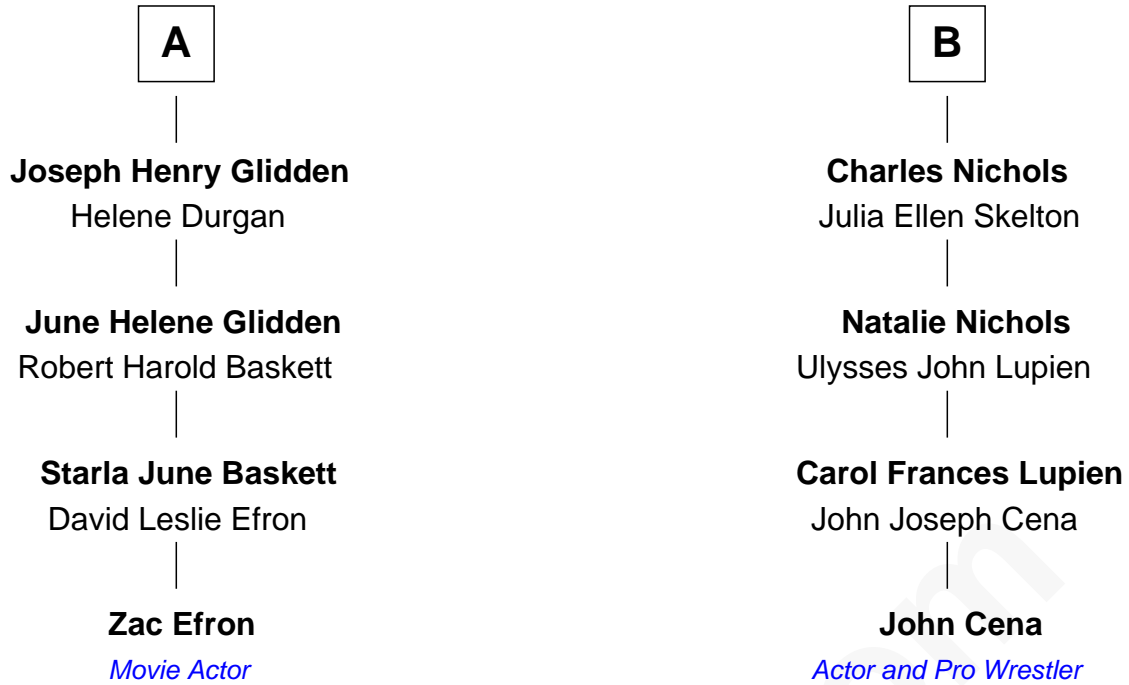 A
Joseph Henry Glidden
Helene Durgan
June Helene Glidden
Robert Harold Baskett
Starla June Baskett
David Leslie Efron
Zac Efron
Movie Actor
B
Charles Nichols
Julia Ellen Skelton
Natalie Nichols
Ulysses John Lupien
Carol Frances Lupien
John Joseph Cena
John Cena
Actor and Pro Wrestler